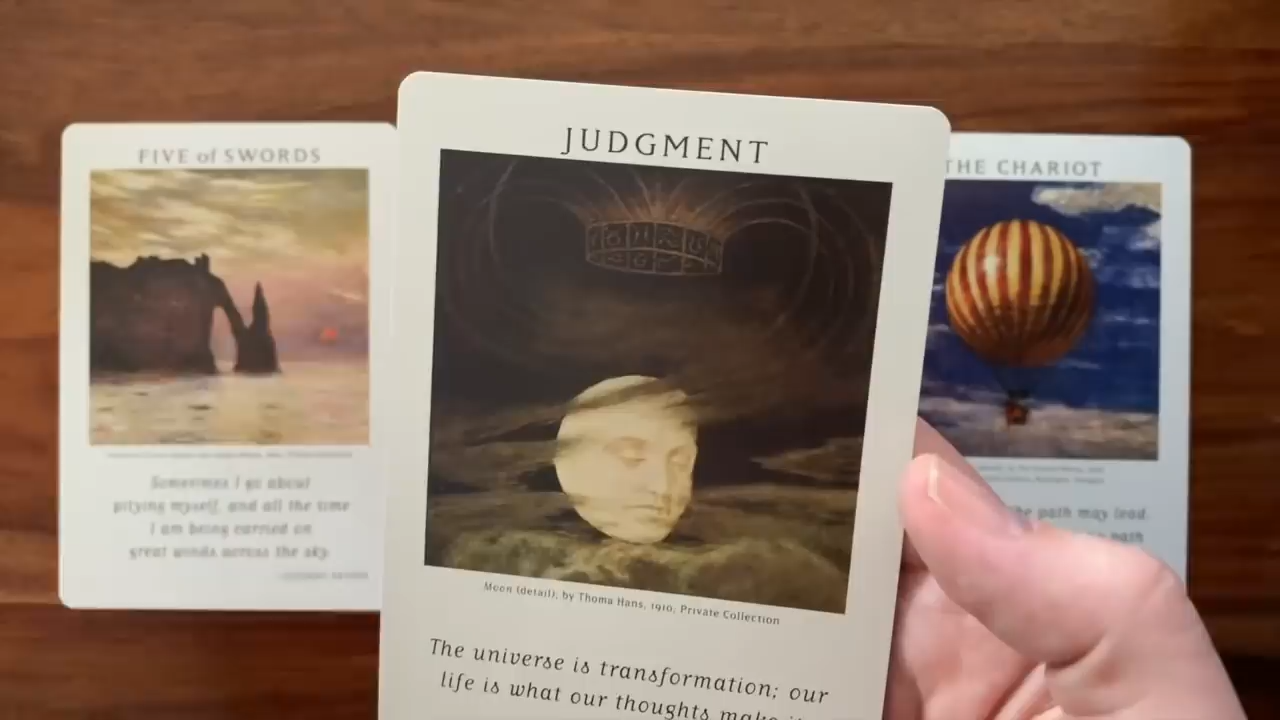 FIVE of SWORDS
Sometimes I go about
pitying myself, and all the time
I am being carried on
great winds across the sky.
JUDGMENT
Moon (detail), by Thoma Hans, 1910, Private Collection
The universe is transformation; our
life is what our thoughts make
THE CHARIOT
the path may lead.
path